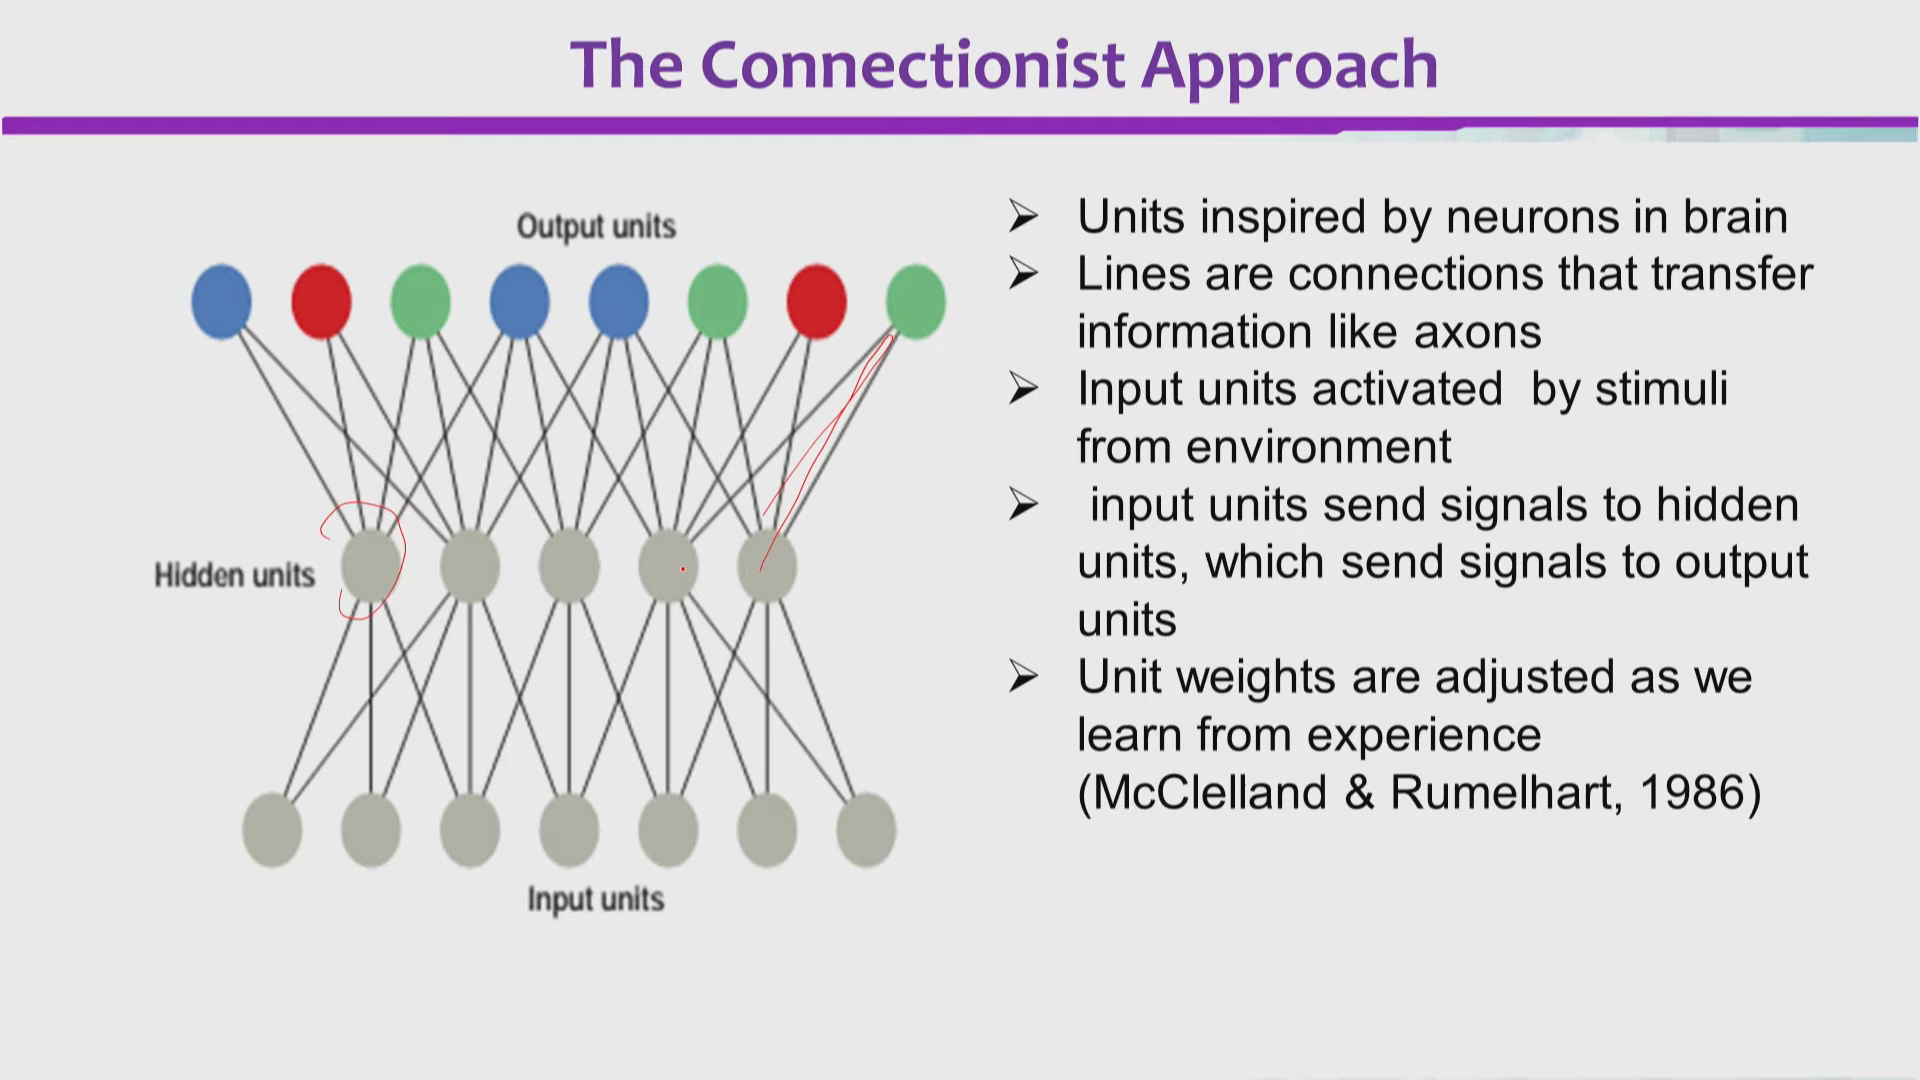 The Connectionist Approach
Output units
Hidden units
Input units
➢ Units inspired by neurons in brain
➢ Lines are connections that transfer
information like axons
➢ Input units activated  by stimuli
from environment
➢ input units send signals to hidden
units, which send signals to output
units
➢ Unit weights are adjusted as we
learn from experience
(McClelland & Rumelhart, 1986)